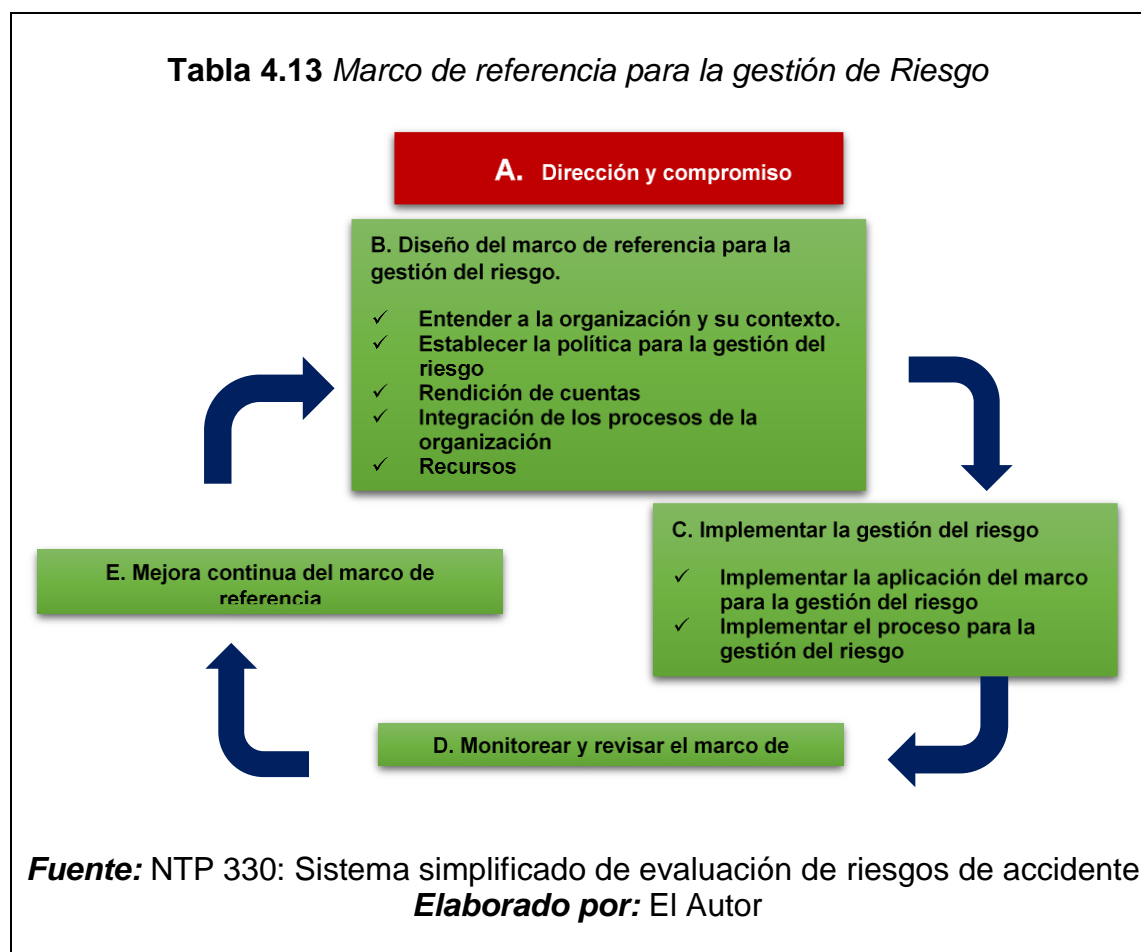 Tabla 4.13 Marco de referencia para la gestión de Riesgo
A. Dirección y compromiso
B. Diseño del marco de referencia para la
gestión del riesgo.
✓ Entender a la organización y su contexto.
✓ Establecer la política para la gestión del
riesgo
✓ Rendición de cuentas
✓ Integración de los procesos de la
organización
✓ Recursos
C. Implementar la gestión del riesgo
✓ Implementar la aplicación del marco
para la gestión del riesgo
✓ Implementar el proceso para la
gestión del riesgo
E. Mejora continua del marco de
referencia
D. Monitorear y revisar el marco de
Fuente: NTP 330: Sistema simplificado de evaluación de riesgos de accidente
Elaborado por: El Autor